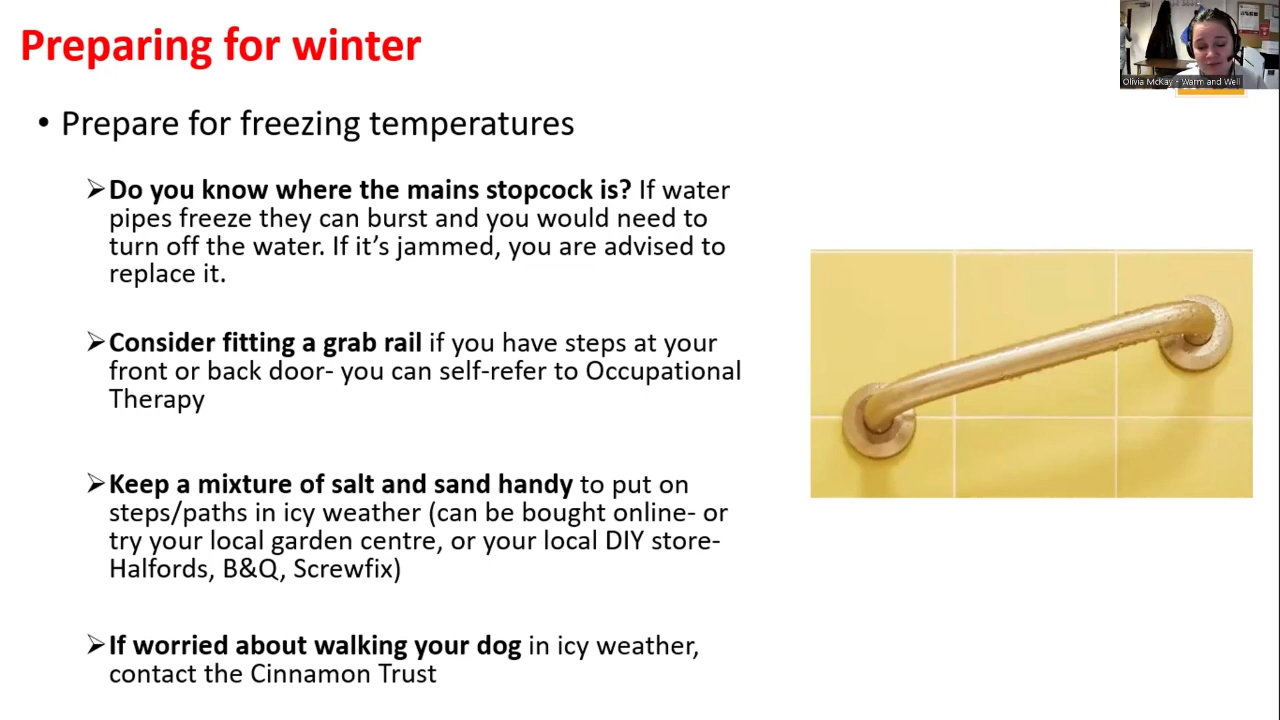 Preparing for winter
Olivia McKay - Warm and Well
• Prepare for freezing temperatures
➢Do you know where the mains stopcock is? If water
pipes freeze they can burst and you would need to
turn off the water. If it’s jammed, you are advised to
replace it.
➢Consider fitting a grab rail if you have steps at your
front or back door- you can self-refer to Occupational
Therapy
➢Keep a mixture of salt and sand handy to put on
steps/paths in icy weather (can be bought online- or
try your local garden centre, or your local DIY store-
Halfords, B&Q, Screwfix)
➢If worried about walking your dog in icy weather,
contact the Cinnamon Trust